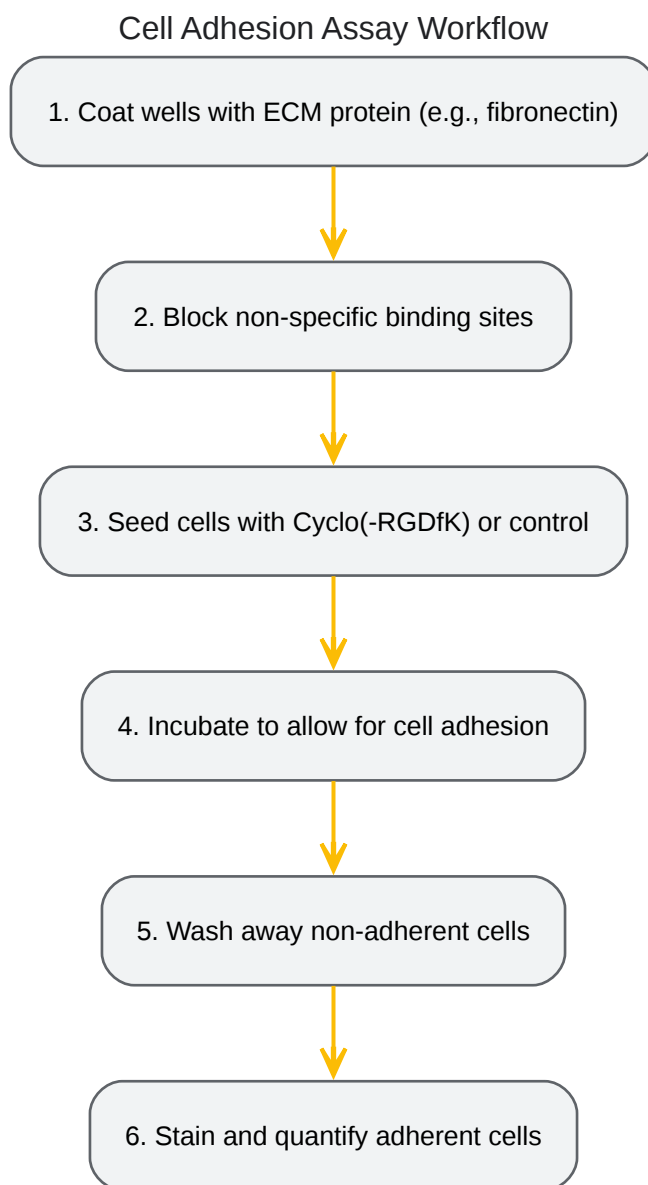 Cell Adhesion Assay Workflow
1. Coat wells with ECM protein (e.g., fibronectin)
2. Block non-specific binding sites
3. Seed cells with Cyclo(-RGDfK) or control
4. Incubate to allow for cell adhesion
5. Wash away non-adherent cells
6. Stain and quantify adherent cells